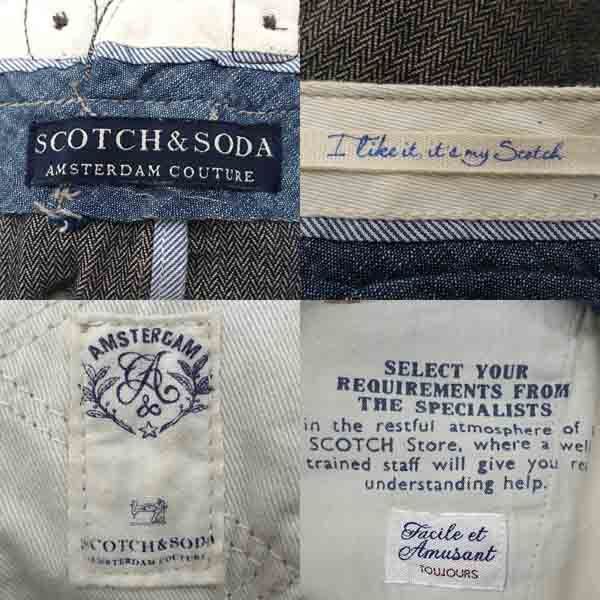 SCOTCH & SODA
AMSTERDAM COUTURE
I like it, it's my Scotch
AMSTERDAM
SCOTCH & SODA
AMSTERDAM COUTURE
SELECT YOUR
REQUIREMENTS FROM
THE SPECIALISTS
in the restful atmosphere of
SCOTCH Store, where a well
trained staff will give you
understanding help.
Facile et
Amusant
TOUJOURS